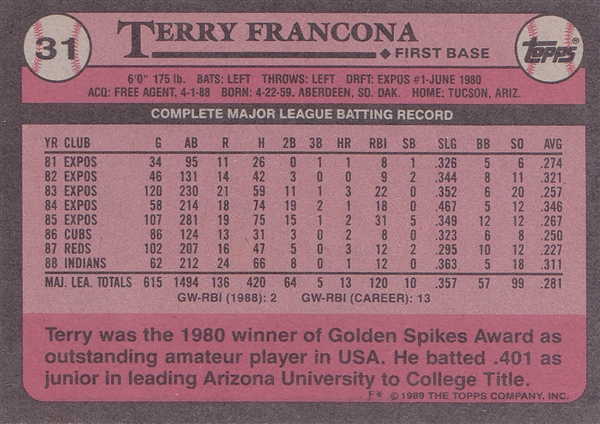 31
TERRY FRANCONA
◆ FIRST BASE
topps
6'0" 175 lb. BATS: LEFT THROWS: LEFT DRFT: EXPOS #1-JUNE 1980
ACQ: FREE AGENT, 4-1-88 BORN: 4-22-59, ABERDEEN, SO. DAK. HOME: TUCSON, ARIZ.
COMPLETE MAJOR LEAGUE BATTING RECORD
YR CLUB G AB R H 2B 3B HR RBI SB SLG BB SO AVG
81 EXPOS 34 95 11 26 0 1 1 8 1 .326 5 6 .274
82 EXPOS 46 131 14 42 3 0 0 9 2 .344 8 11 .321
83 EXPOS 120 230 21 59 11 1 3 22 0 .352 6 20 .257
84 EXPOS 58 214 18 74 19 2 1 18 0 .467 5 12 .346
85 EXPOS 107 281 19 75 15 1 2 31 5 .349 12 12 .267
86 CUBS 86 124 13 31 3 0 2 8 0 .323 6 8 .250
87 REDS 102 207 16 47 5 0 3 12 2 .295 10 12 .227
88 INDIANS 62 212 24 66 8 0 1 12 0 .363 5 18 .311
MAJ. LEA. TOTALS 615 1494 136 420 64 5 13 120 10 .357 57 99 .281
GW-RBI (1988): 2 GW-RBI (CAREER): 13
Terry was the 1980 winner of Golden Spikes Award as
outstanding amateur player in USA. He batted .401 as
junior in leading Arizona University to College Title.
F* © 1989 THE TOPPS COMPANY, INC.